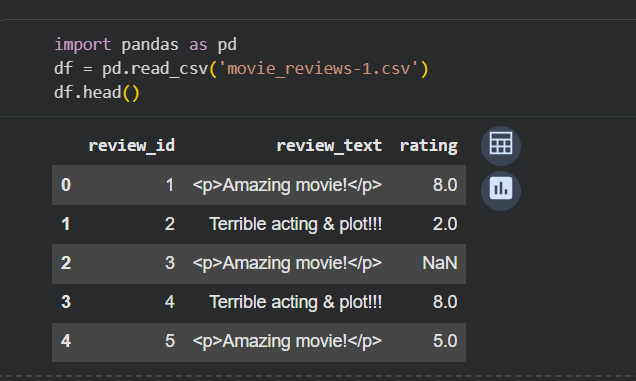 import pandas as pd
df = pd.read_csv('movie_reviews-1.csv')
df.head()
review_id review_text rating
0 1 <p>Amazing movie!</p> 8.0
1 2 Terrible acting & plot!!! 2.0
2 3 <p>Amazing movie!</p> NaN
3 4 Terrible acting & plot!!! 8.0
4 5 <p>Amazing movie!</p> 5.0